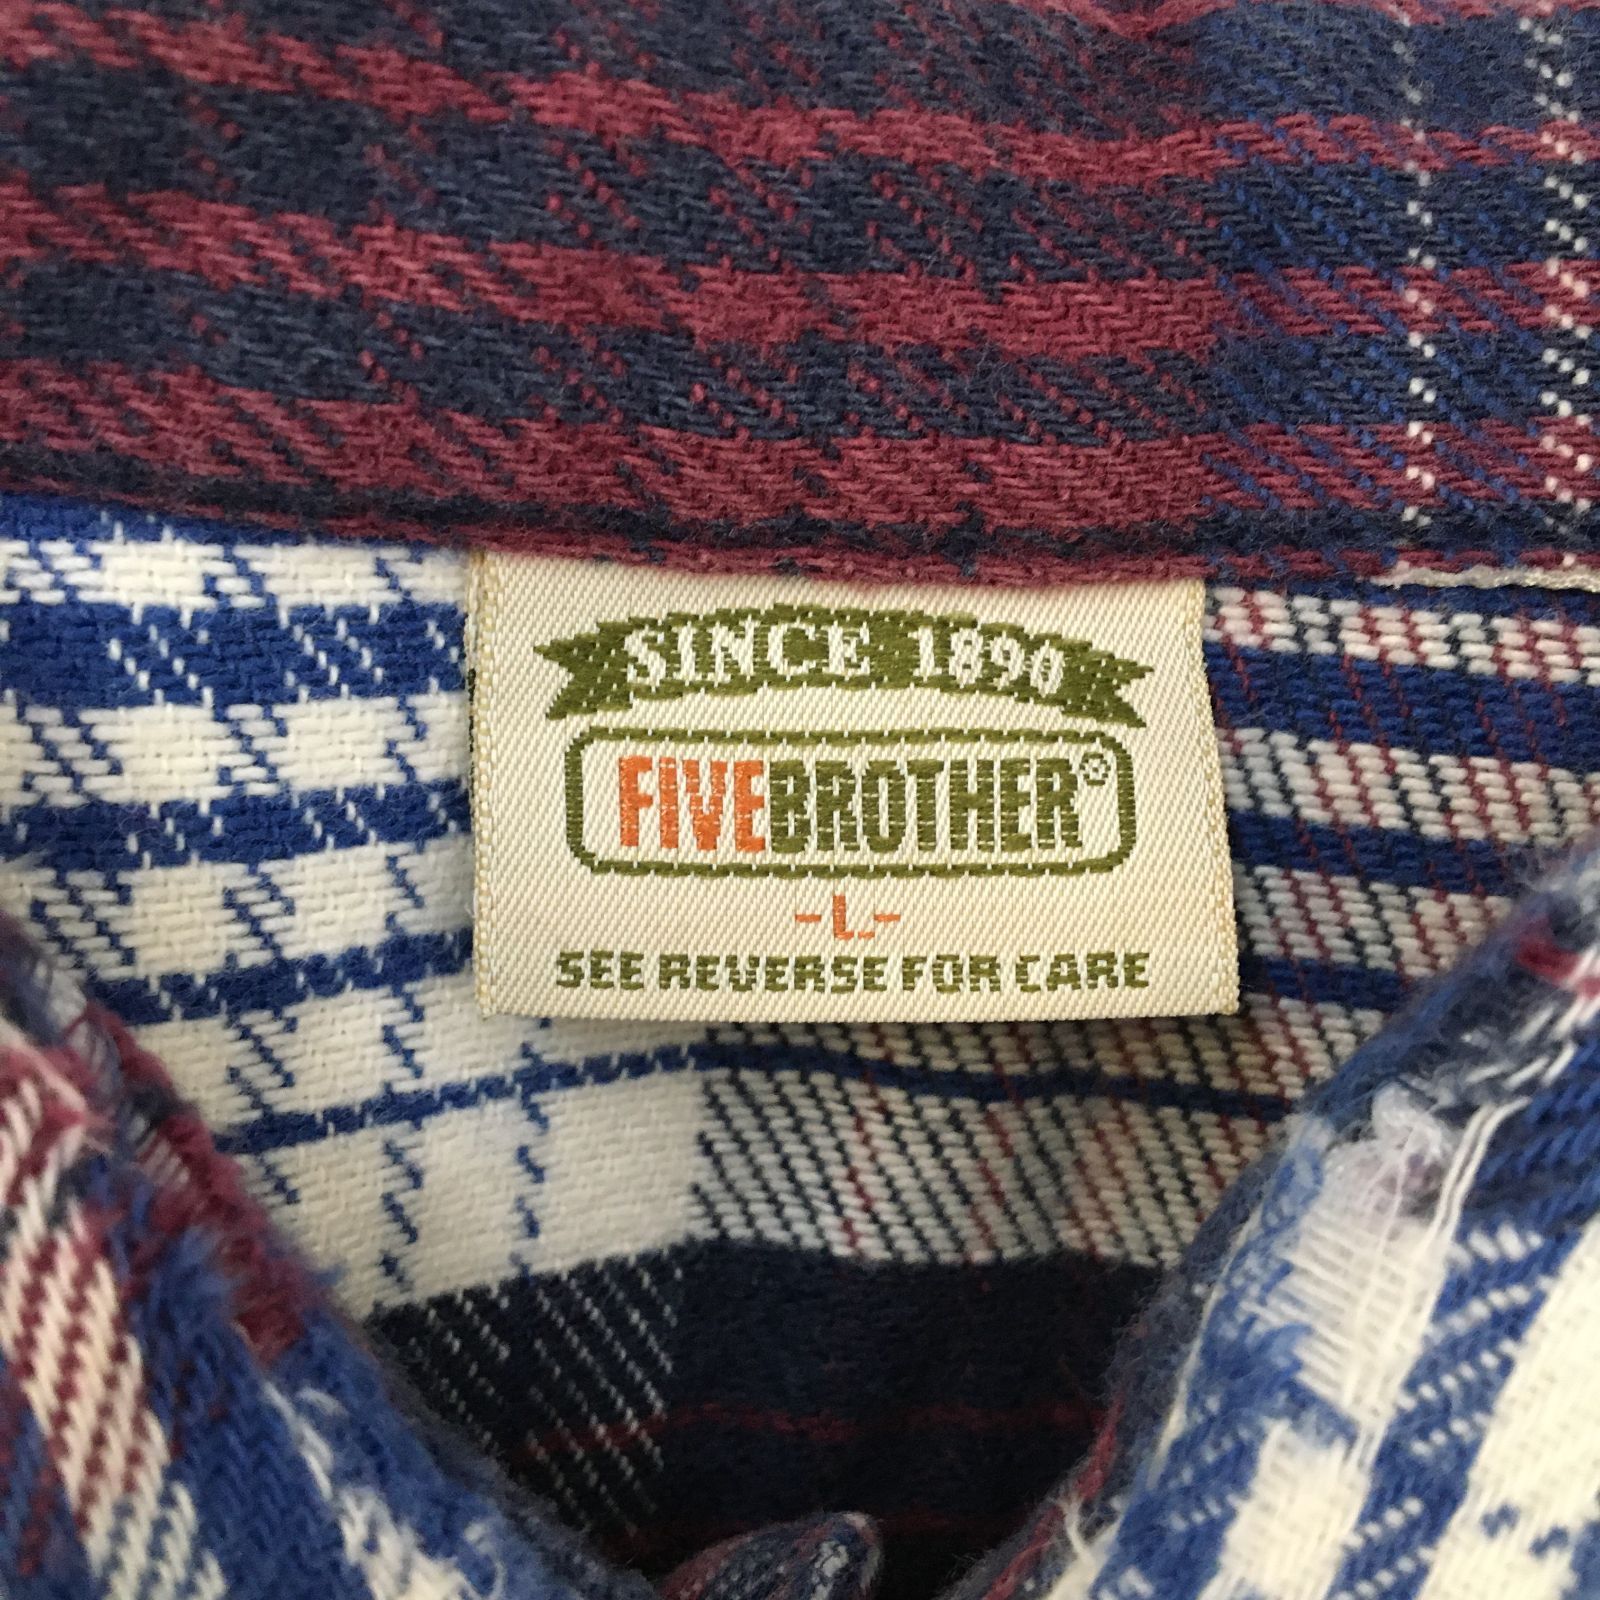 SINCE 1890
FIVEBROTHER®
-L-
SEE REVERSE FOR CARE